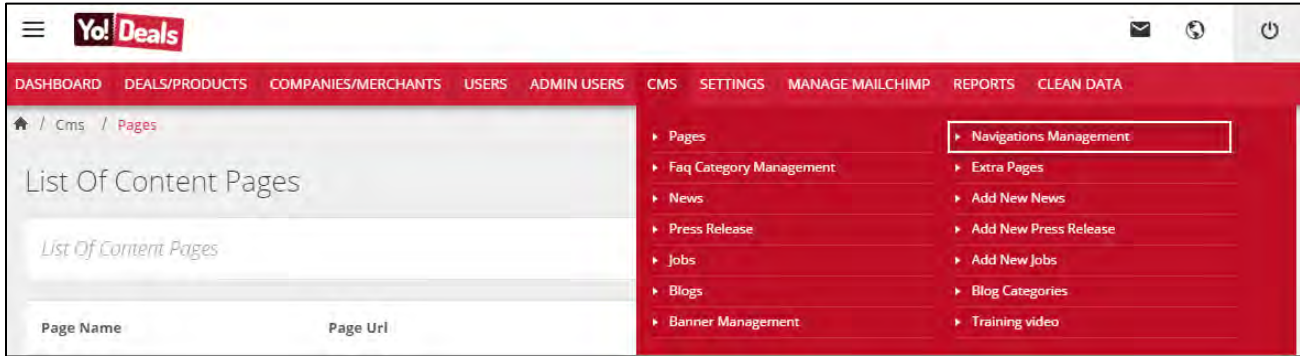 Yo! Deals
DASHBOARD DEALS/PRODUCTS COMPANIES/MERCHANTS USERS ADMIN USERS CMS SETTINGS MANAGE MAILCHIMP REPORTS CLEAN DATA
/ Cms / Pages
List Of Content Pages
List Of Content Pages
Page Name Page Url
Pages Navigations Management
Faq Category Management Extra Pages
News Add New News
Press Release Add New Press Release
Jobs Add New Jobs
Blogs Blog Categories
Banner Management Training video